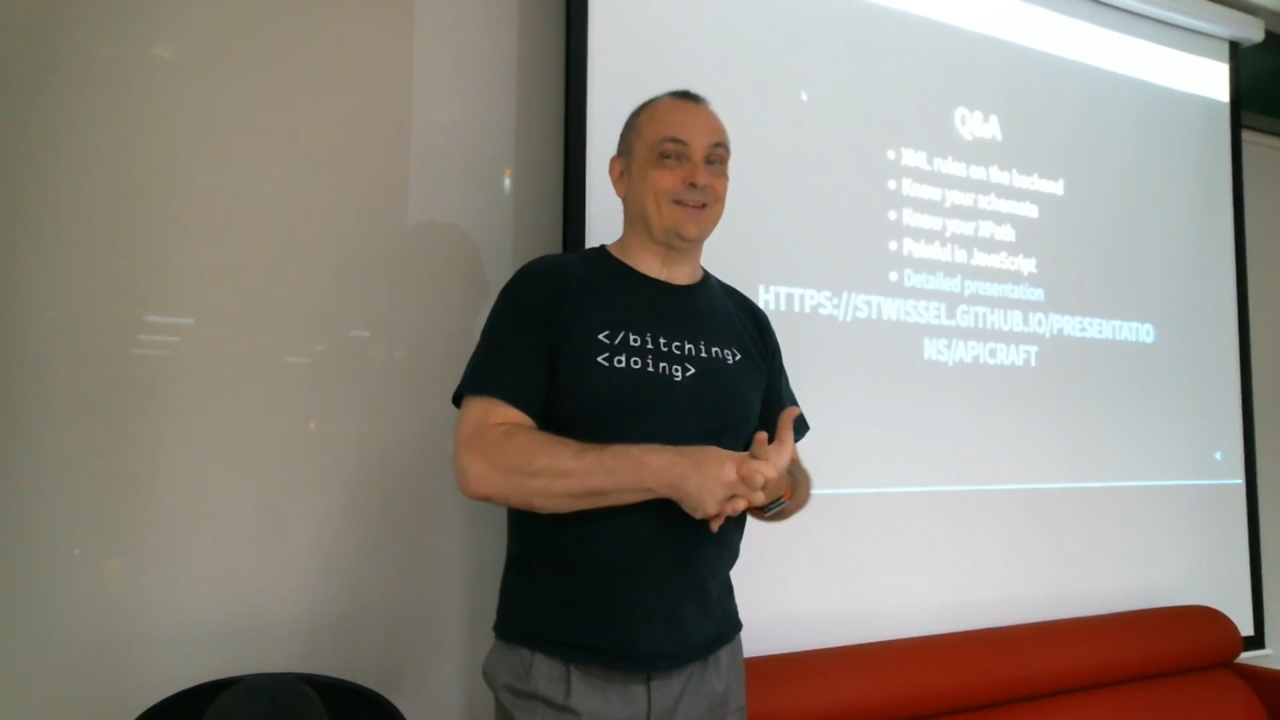 Q&A
XML rules on the backend
Know your schemata
Know your XPath
Painful in JavaScript
Detailed presentation
HTTPS://STWISSEL.GITHUB.IO/PRESENTATIO
NS/APICRAFT
</bitching>
<doing>